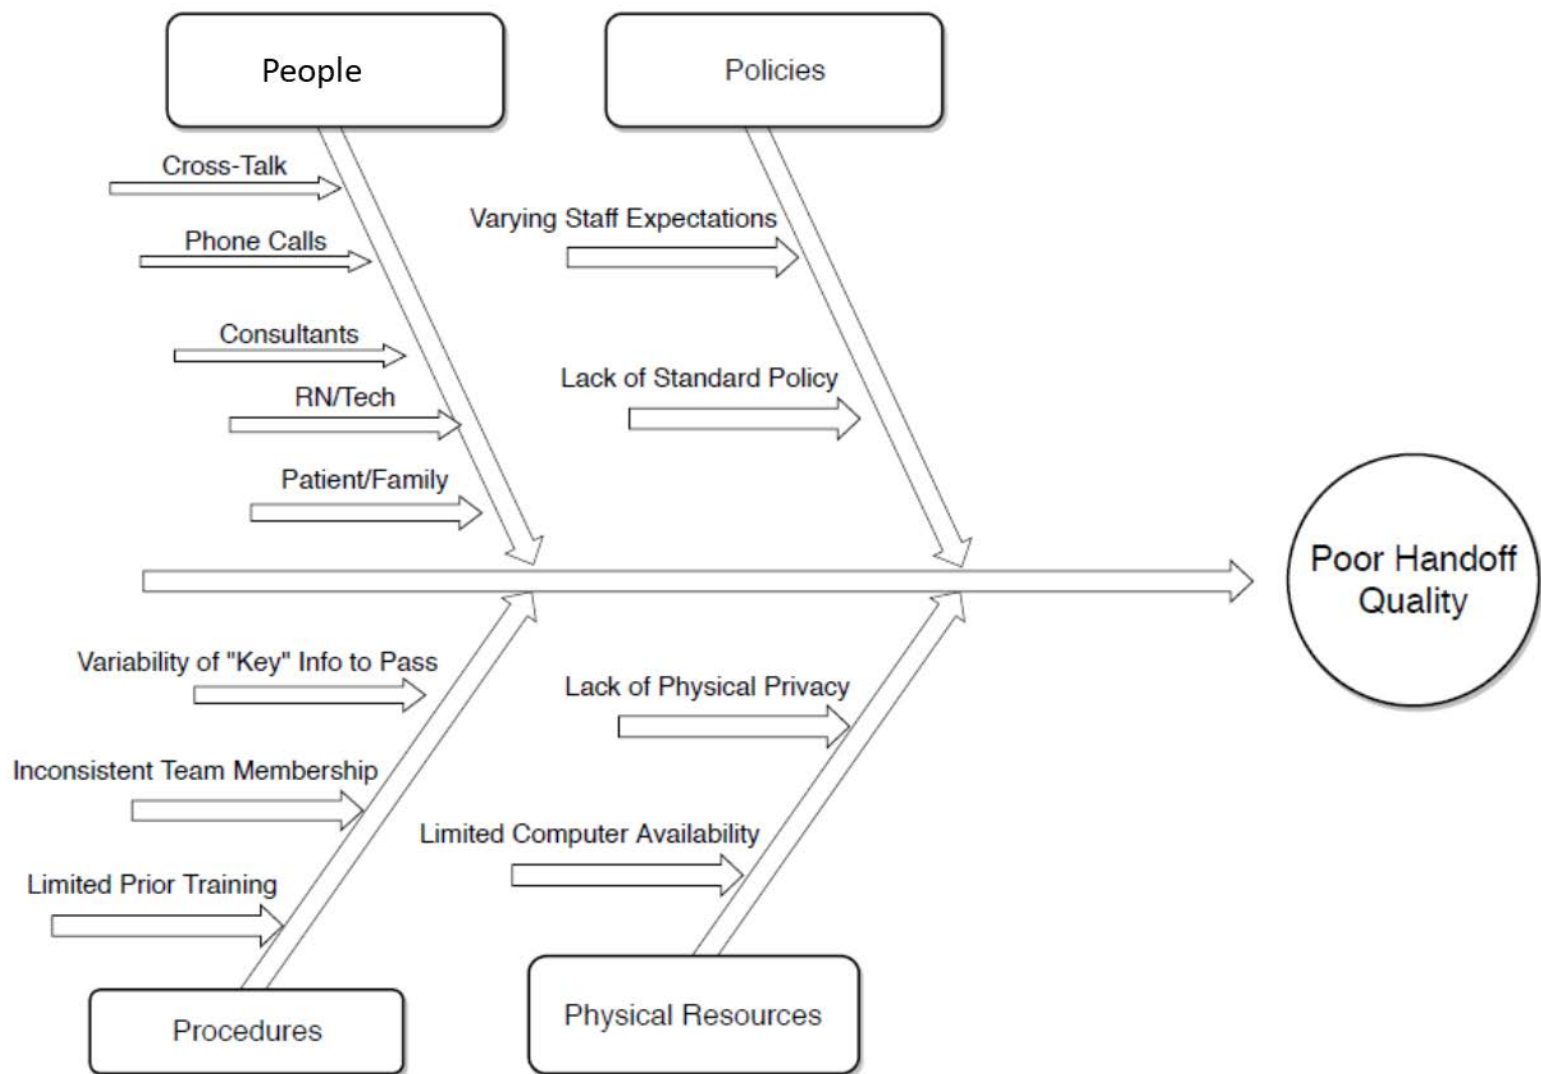 People
Policies
Cross-Talk
Phone Calls
Consultants
RN/Tech
Patient/Family
Varying Staff Expectations
Lack of Standard Policy
Poor Handoff
Quality
Variability of "Key" Info to Pass
Inconsistent Team Membership
Limited Prior Training
Procedures
Lack of Physical Privacy
Limited Computer Availability
Physical Resources